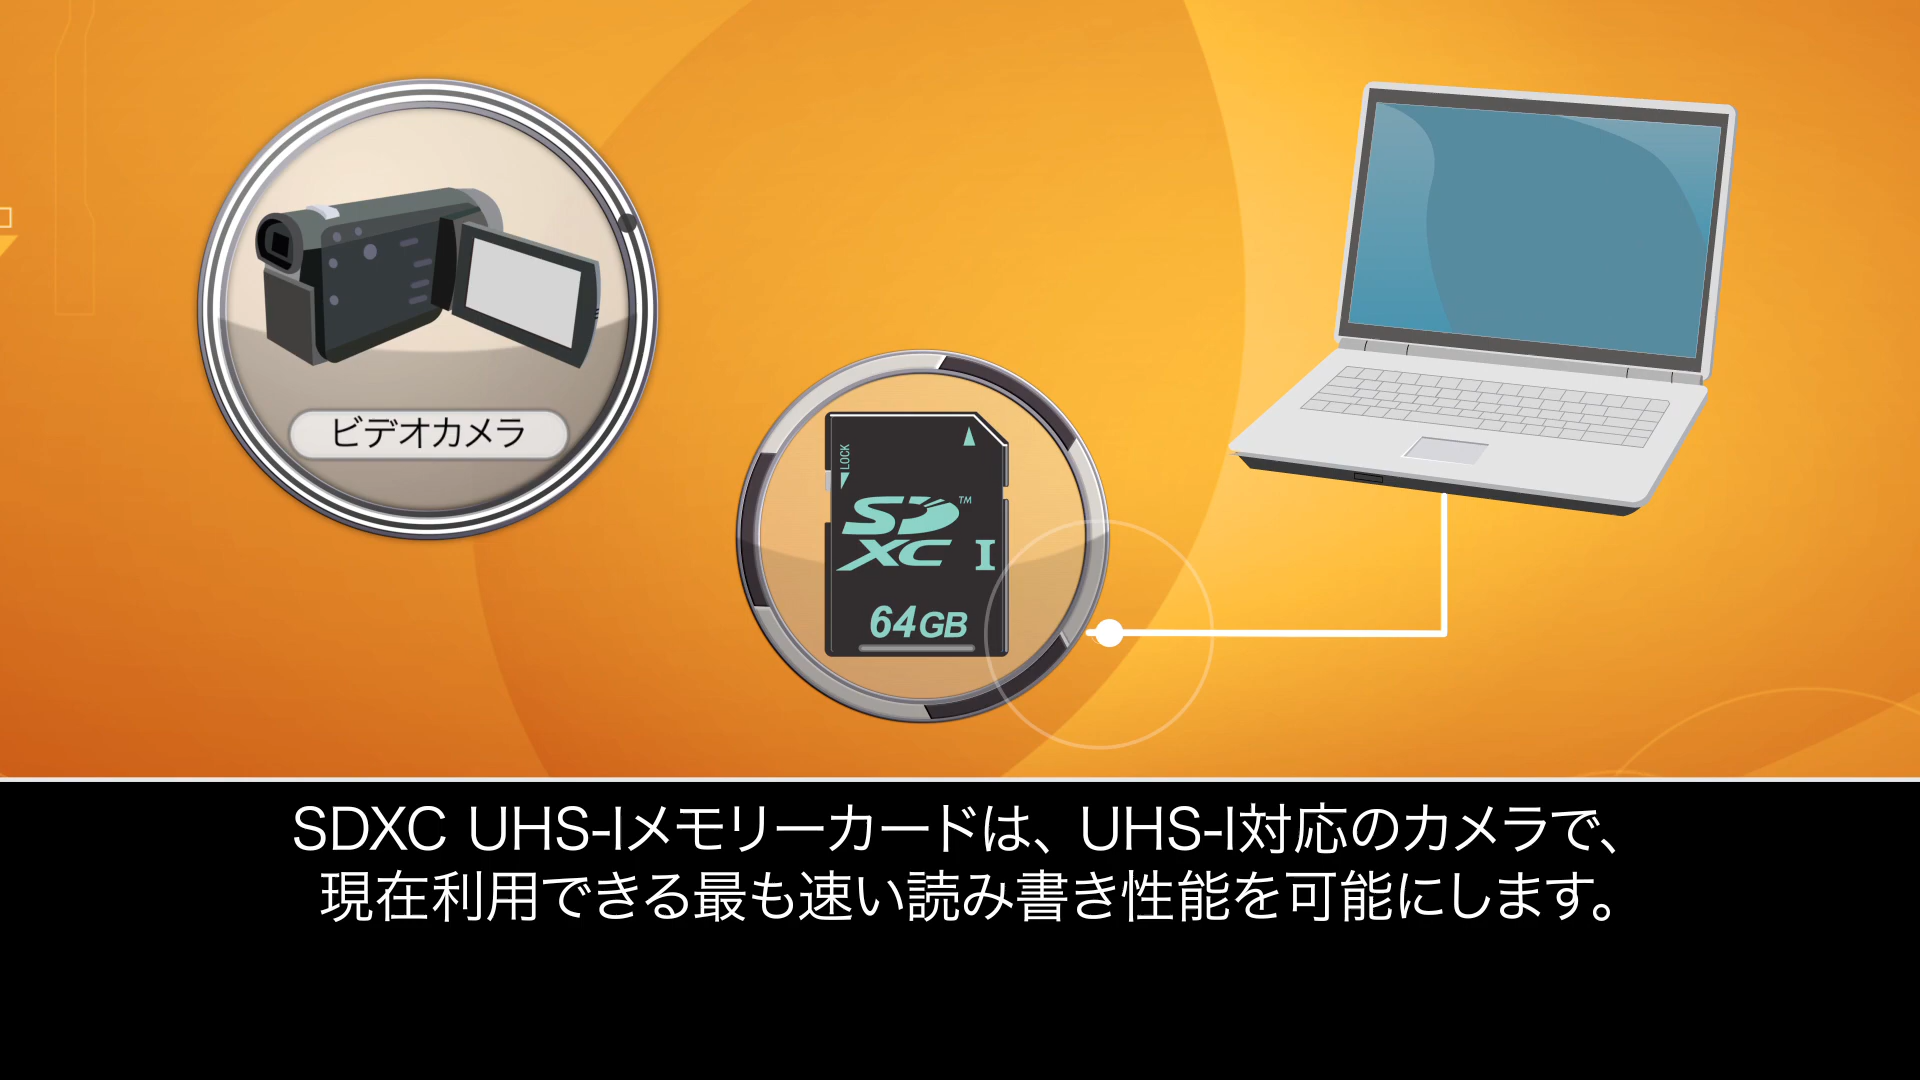 ビデオカメラ
LOCK
SD™
XC I
64GB
SDXC UHS-Iメモリーカードは、UHS-I対応のカメラで、
現在利用できる最も速い読み書き性能を可能にします。